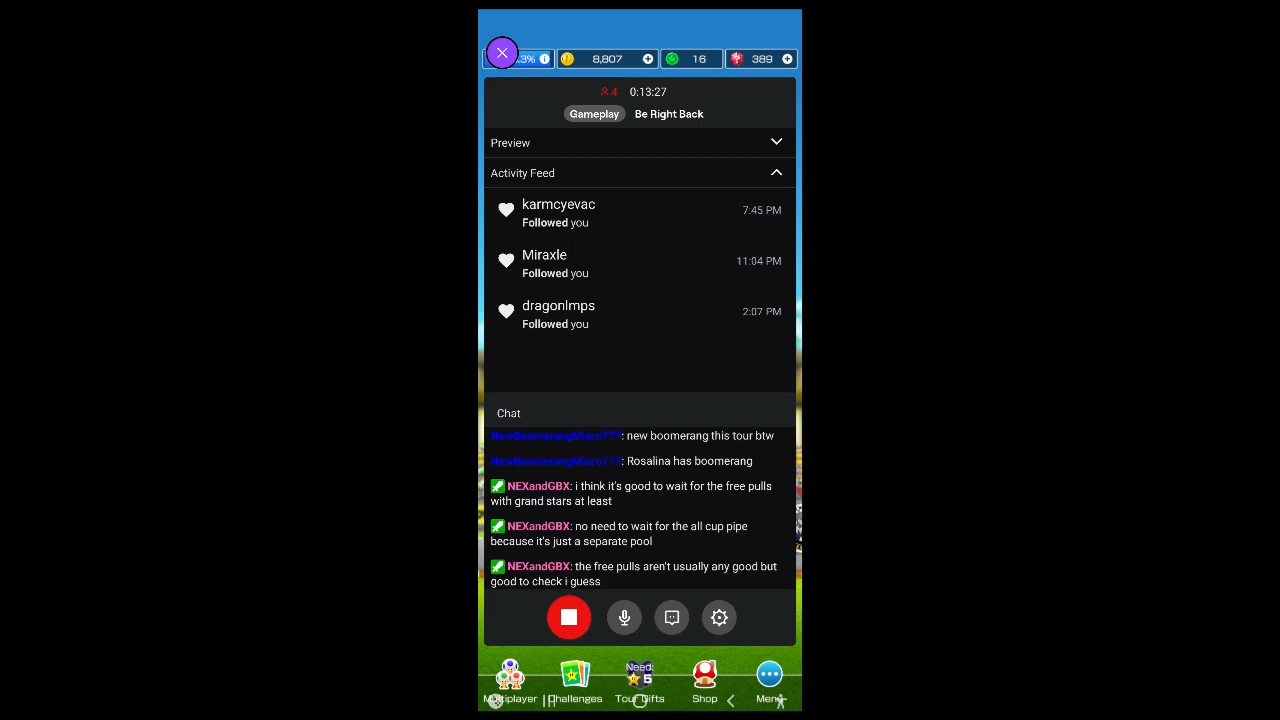 .3%
8,807
16
389
4 0:13:27
Gameplay Be Right Back
Preview
Activity Feed
karmcyevac
Followed you
7:45 PM
Miraxle
Followed you
11:04 PM
dragonlmps
Followed you
2:07 PM
Chat
NewBoomerangMiaro777: new boomerang this tour btw
NewBoomerangMiaro777: Rosalina has boomerang
NEXandGBX: i think it's good to wait for the free pulls
with grand stars at least
NEXandGBX: no need to wait for the all cup pipe
because it's just a separate pool
NEXandGBX: the free pulls aren't usually any good but
good to check i guess
Need:
5
Multiplayer Challenges Tour Gifts Shop Menu